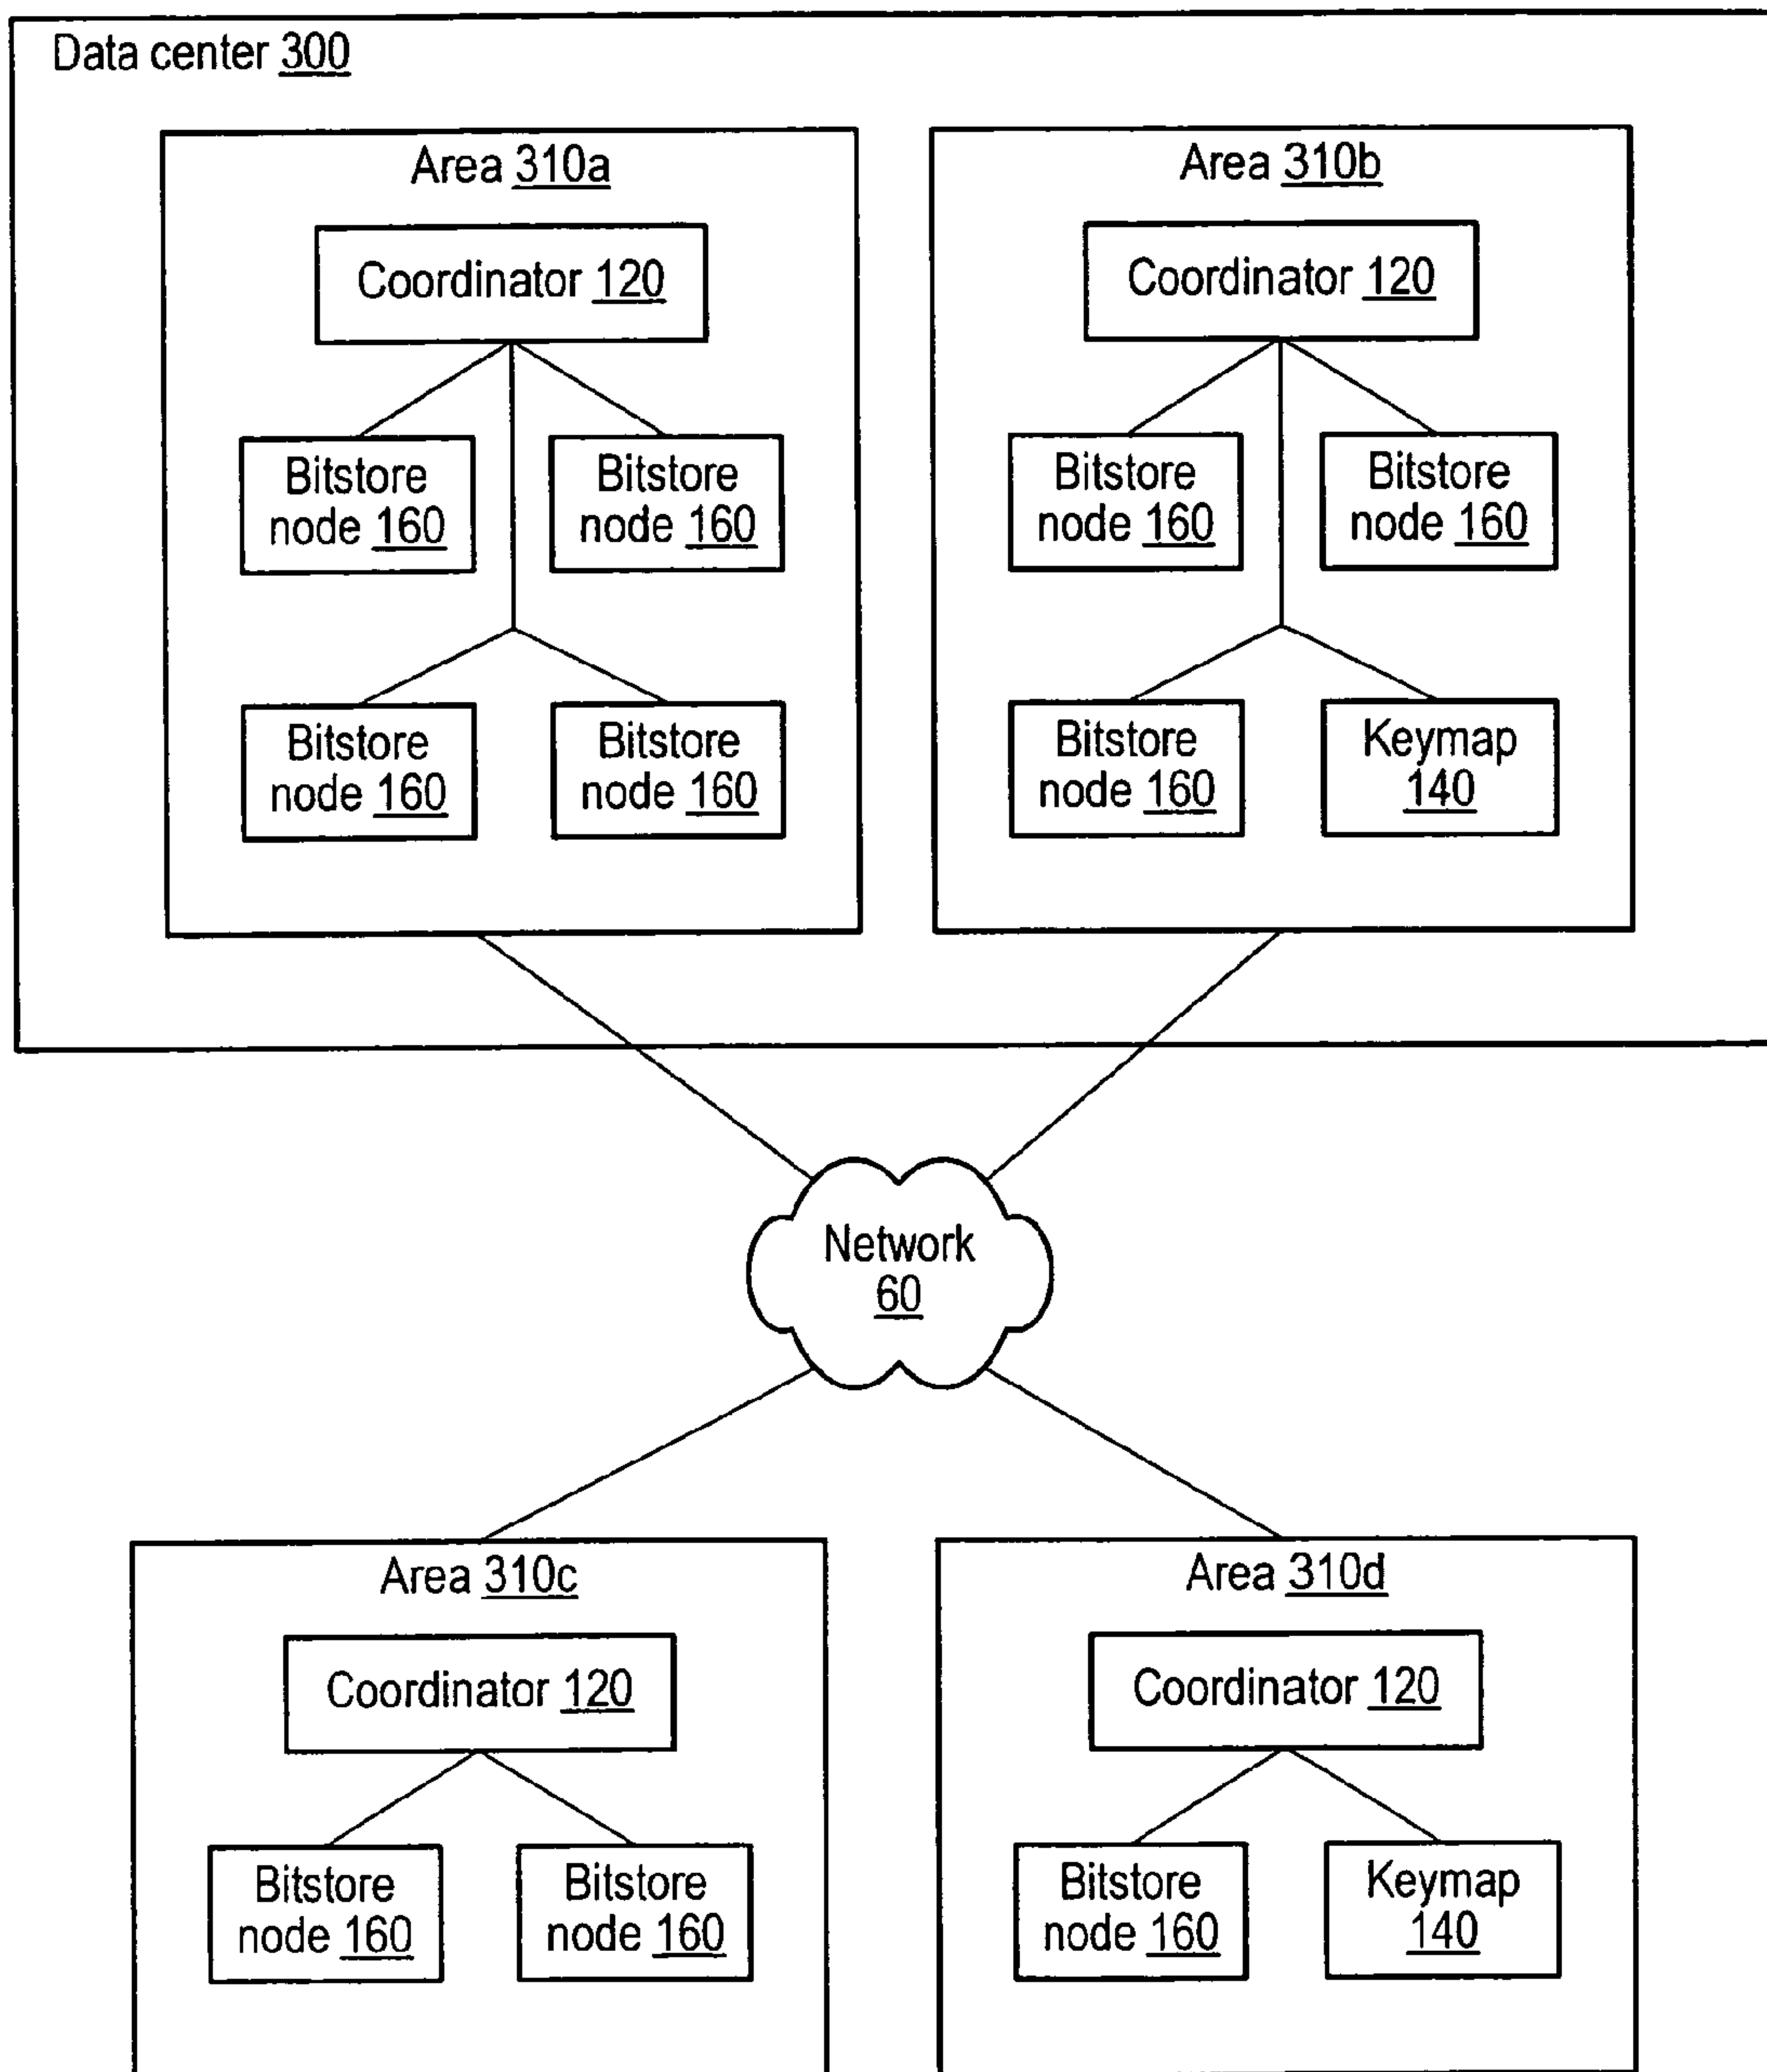 Data center 300
Area 310a
Coordinator 120
Bitstore
node 160
Bitstore
node 160
Bitstore
node 160
Bitstore
node 160
Area 310b
Coordinator 120
Bitstore
node 160
Bitstore
node 160
Bitstore
node 160
Keymap
140
Network
60
Area 310c
Coordinator 120
Bitstore
node 160
Bitstore
node 160
Area 310d
Coordinator 120
Bitstore
node 160
Keymap
140